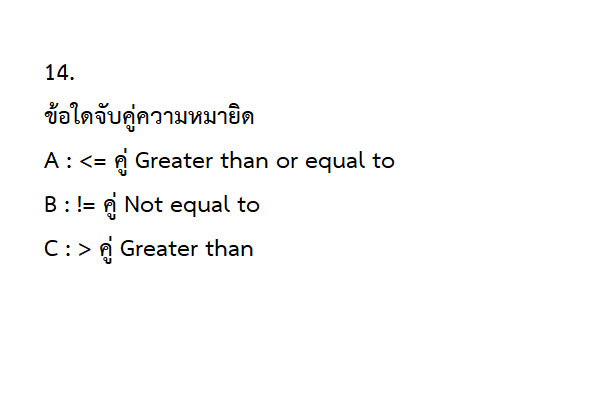 14.
ข้อใดจับคู่ความหมายิด
A : <= คู่ Greater than or equal to
B : != คู่ Not equal to
C : > คู่ Greater than